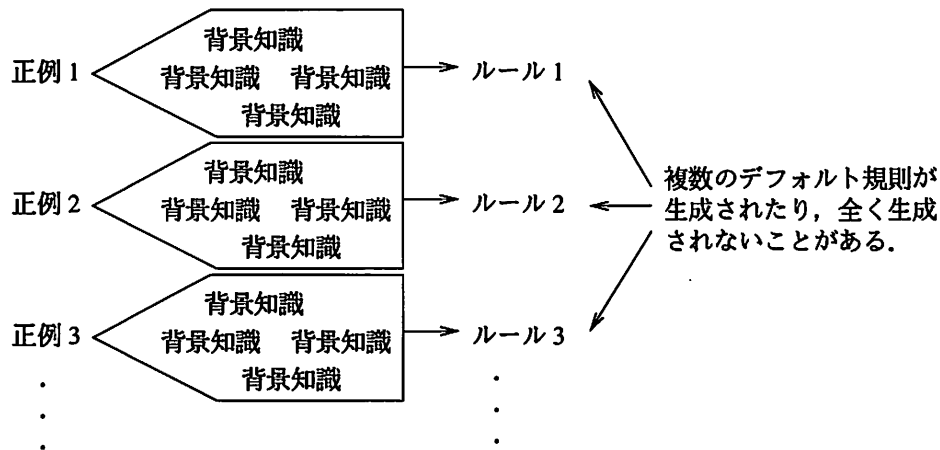 背景知識
正例 1
背景知識 背景知識
ルール 1
背景知識
背景知識
正例 2
背景知識 背景知識
ルール 2
背景知識
複数のデフォルト規則が
生成されたり，全く生成
されないことがある．
背景知識
正例 3
背景知識 背景知識
ルール 3
背景知識